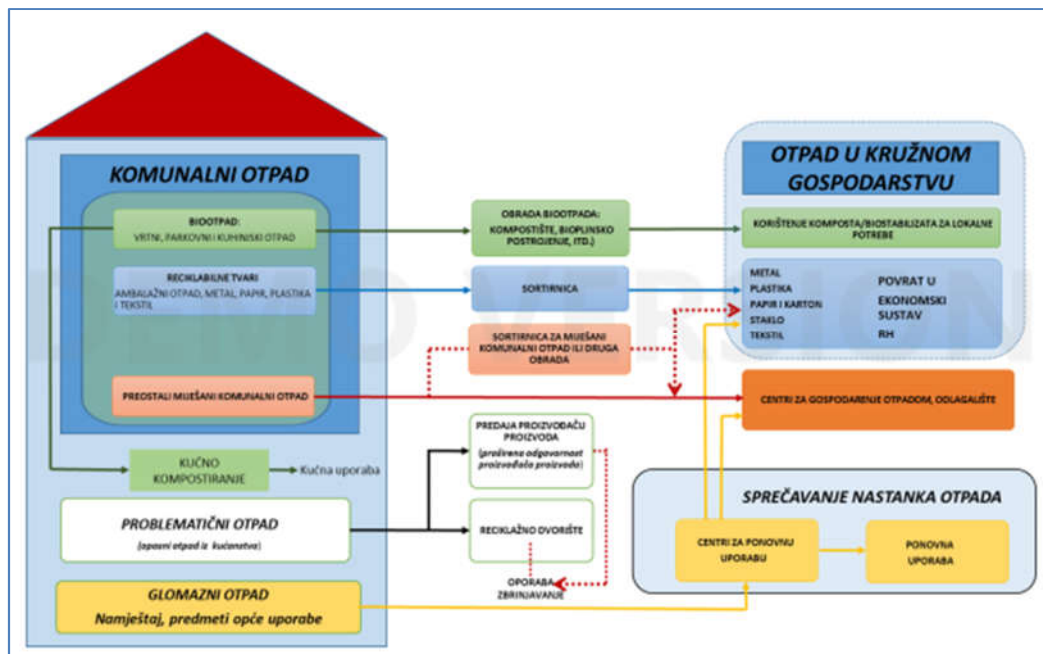 KOMUNALNI OTPAD
BIOOTPAD:
VRTNI, PARKOVNI I KUHINJSKI OTPAD
RECIKLABILNE TVARI
AMBALAŽNI OTPAD, METAL, PAPIR, PLASTIKA
I TEKSTIL
PREOSTALI MIJEŠANI KOMUNALNI OTPAD
KUĆNO
KOMPOSTIRANJE
Kućna uporaba
PROBLEMATIČNI OTPAD
(opasni otpad iz kućanstva)
GLOMAZNI OTPAD
Namještaj, predmeti opće uporabe
OBRADA BIOOTPADA:
KOMPOSTIŠTE, BIOPLINSKO
POSTROJENJE, ITD.)
SORTIRNICA
SORTIRNICA ZA MIJEŠANI
KOMUNALNI OTPAD ILI DRUGA
OBRADA
PREDAJA PROIZVOĐAČU
PROIZVODA
(proširena odgovornost
proizvođača proizvoda)
RECIKLAŽNO DVORIŠTE
OPORABA
ZBRINJAVANJE
OTPAD U KRUŽNOM
GOSPODARSTVU
KORIŠTENJE KOMPOSTA/BIOSTABILIZATA ZA LOKALNE
POTREBE
METAL
PLASTIKA
PAPIR I KARTON
STAKLO
TEKSTIL
POVRAT U
EKONOMSKI
SUSTAV
RH
CENTRI ZA GOSPODARENJE OTPADOM, ODLAGALIŠTE
SPREČAVANJE NASTANKA OTPADA
CENTRI ZA PONOVNU
UPORABU
PONOVNA
UPORABA
DEMO VERSION